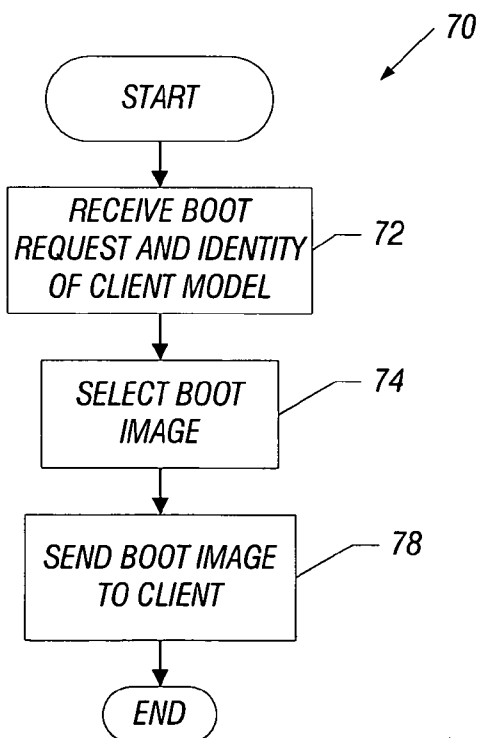 70
START
RECEIVE BOOT
REQUEST AND IDENTITY
OF CLIENT MODEL
72
SELECT BOOT
IMAGE
74
SEND BOOT IMAGE
TO CLIENT
78
END